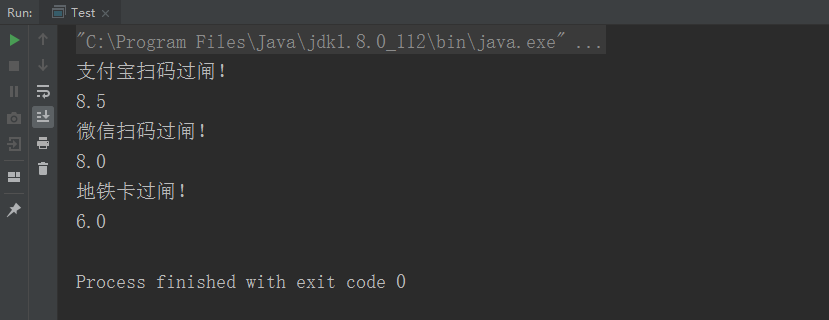 Run: Test ×
"C:\Program Files\Java\jdk1.8.0_112\bin\java.exe" ...
支付宝扫码过闸！
8.5
微信扫码过闸！
8.0
地铁卡过闸！
6.0
Process finished with exit code 0